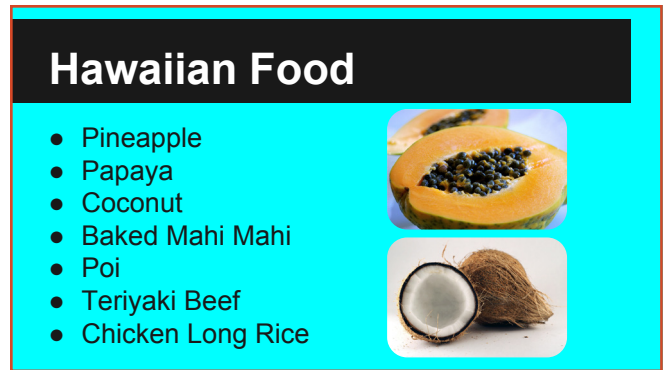 Hawaiian Food
● Pineapple
● Papaya
● Coconut
● Baked Mahi Mahi
● Poi
● Teriyaki Beef
● Chicken Long Rice